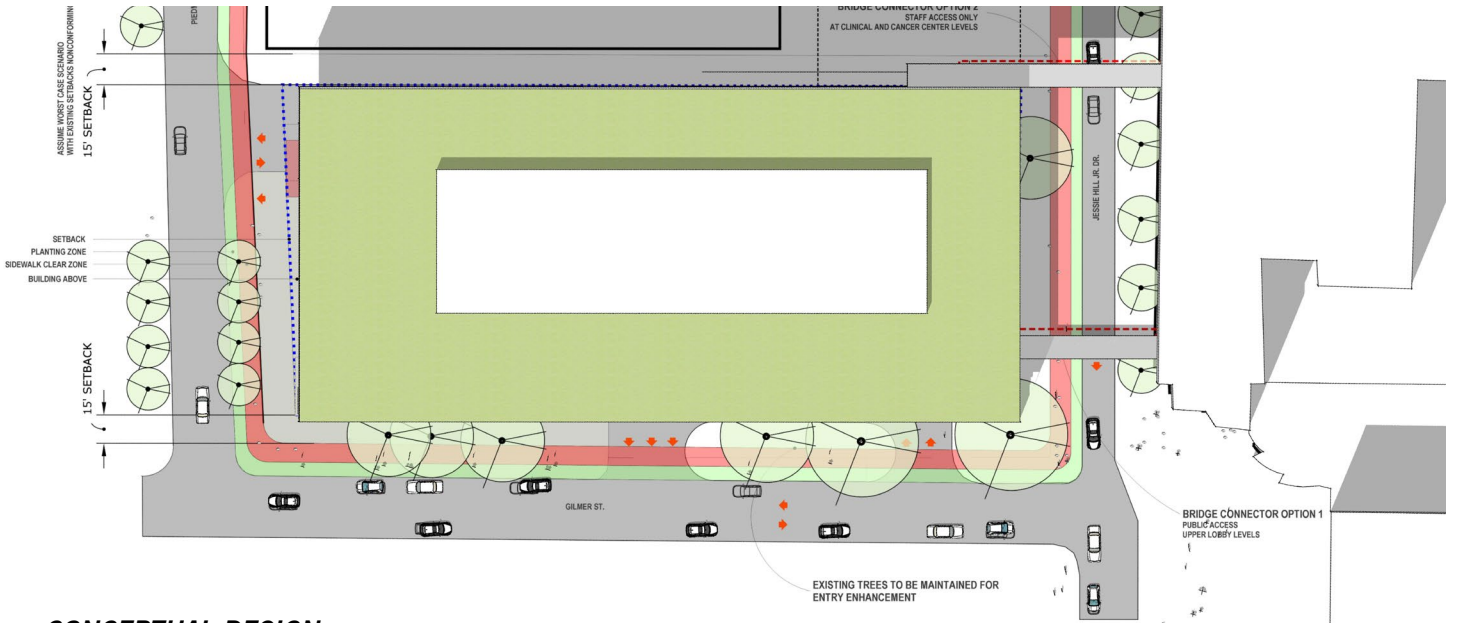 BRIDGE CONNECTOR OPTION 2
STAFF ACCESS ONLY
AT CLINICAL AND CANCER CENTER LEVELS
ASSUME WORST CASE SCENARIO
WITH EXISTING SETBACKS NONCONFORMING
15' SETBACK
JESSIE HILL JR. DR.
SETBACK
PLANTING ZONE
SIDEWALK CLEAR ZONE
BUILDING ABOVE
15' SETBACK
GILMER ST.
BRIDGE CONNECTOR OPTION 1
PUBLIC ACCESS
UPPER LOBBY LEVELS
EXISTING TREES TO BE MAINTAINED FOR
ENTRY ENHANCEMENT
CONCEPTUAL DESIGN